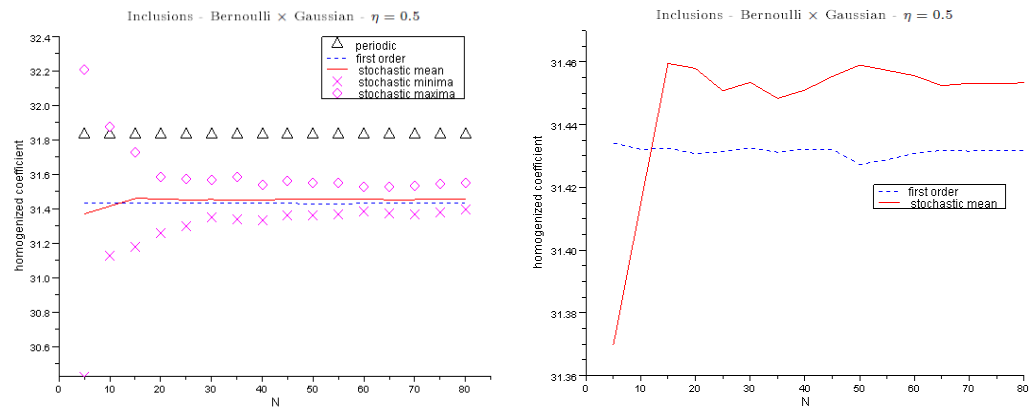 Inclusions - Bernoulli × Gaussian - η = 0.5
homogenized coefficient
32.4
32.2
32.0
31.8
31.6
31.4
31.2
31.0
30.8
30.6
0 10 20 30 40 50 60 70 80
N
periodic
first order
stochastic mean
stochastic minima
stochastic maxima
Inclusions - Bernoulli × Gaussian - η = 0.5
homogenized coefficient
31.46
31.44
31.42
31.40
31.38
31.36
0 10 20 30 40 50 60 70 80
N
first order
stochastic mean